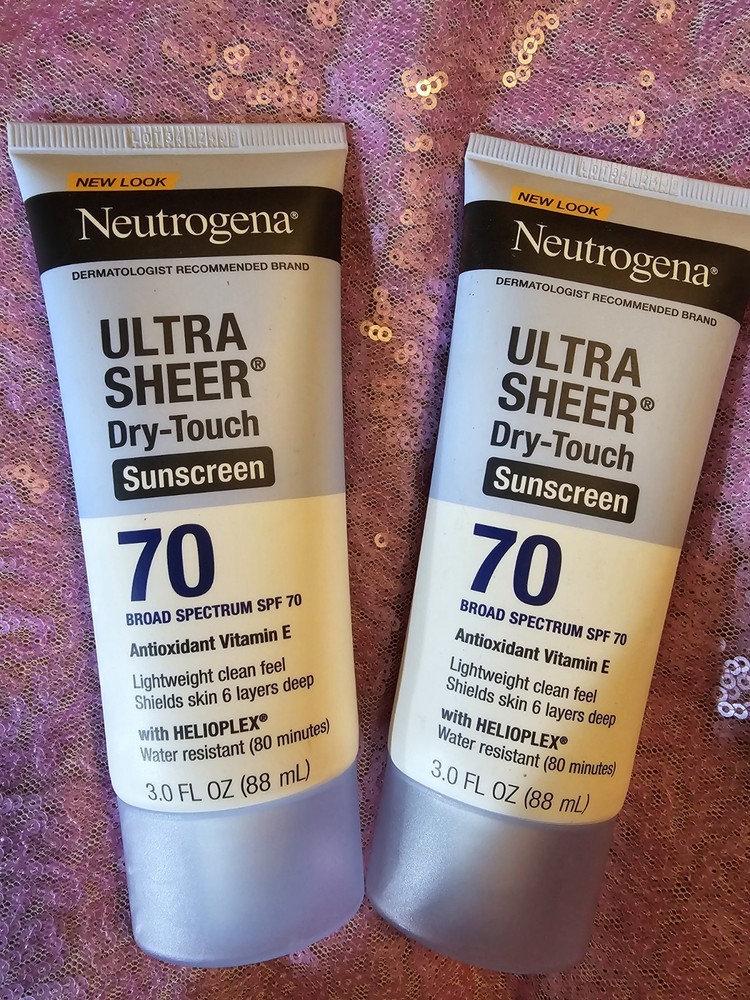 NEW LOOK
Neutrogena®
DERMATOLOGIST RECOMMENDED BRAND
ULTRA
SHEER®
Dry-Touch
Sunscreen
70
BROAD SPECTRUM SPF 70
Antioxidant Vitamin E
Lightweight clean feel
Shields skin 6 layers deep
with HELIOPLEX®
Water resistant (80 minutes)
3.0 FL OZ (88 mL)
NEW LOOK
Neutrogena®
DERMATOLOGIST RECOMMENDED BRAND
ULTRA
SHEER®
Dry-Touch
Sunscreen
70
BROAD SPECTRUM SPF 70
Antioxidant Vitamin E
Lightweight clean feel
Shields skin 6 layers deep
with HELIOPLEX®
Water resistant (80 minutes)
3.0 FL OZ (88 mL)